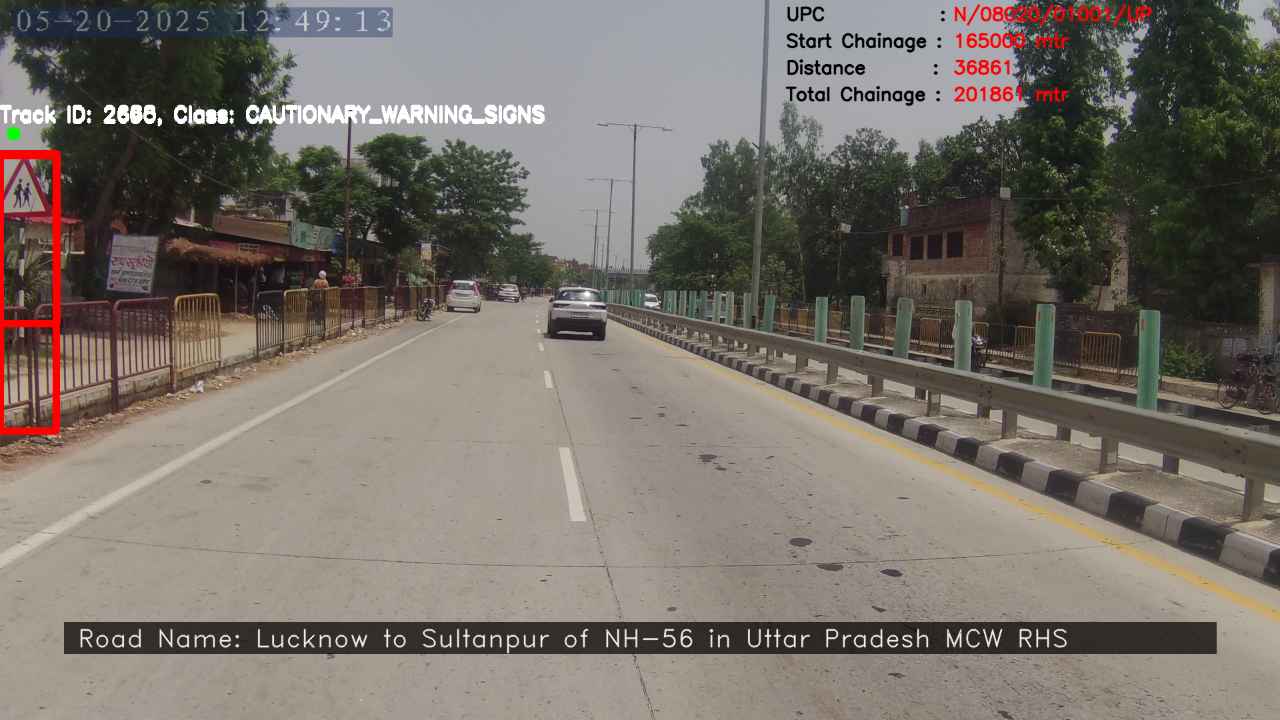 05-20-2025 12:49:13
UPC : N/08020/01001/UP
Start Chainage : 165000 mtr
Distance : 36861
Total Chainage : 201861 mtr
Track ID: , Class: CAUTIONARY_WARNING_SIGNS
Road Name: Lucknow to Sultanpur of NH-56 in Uttar Pradesh MCW RHS